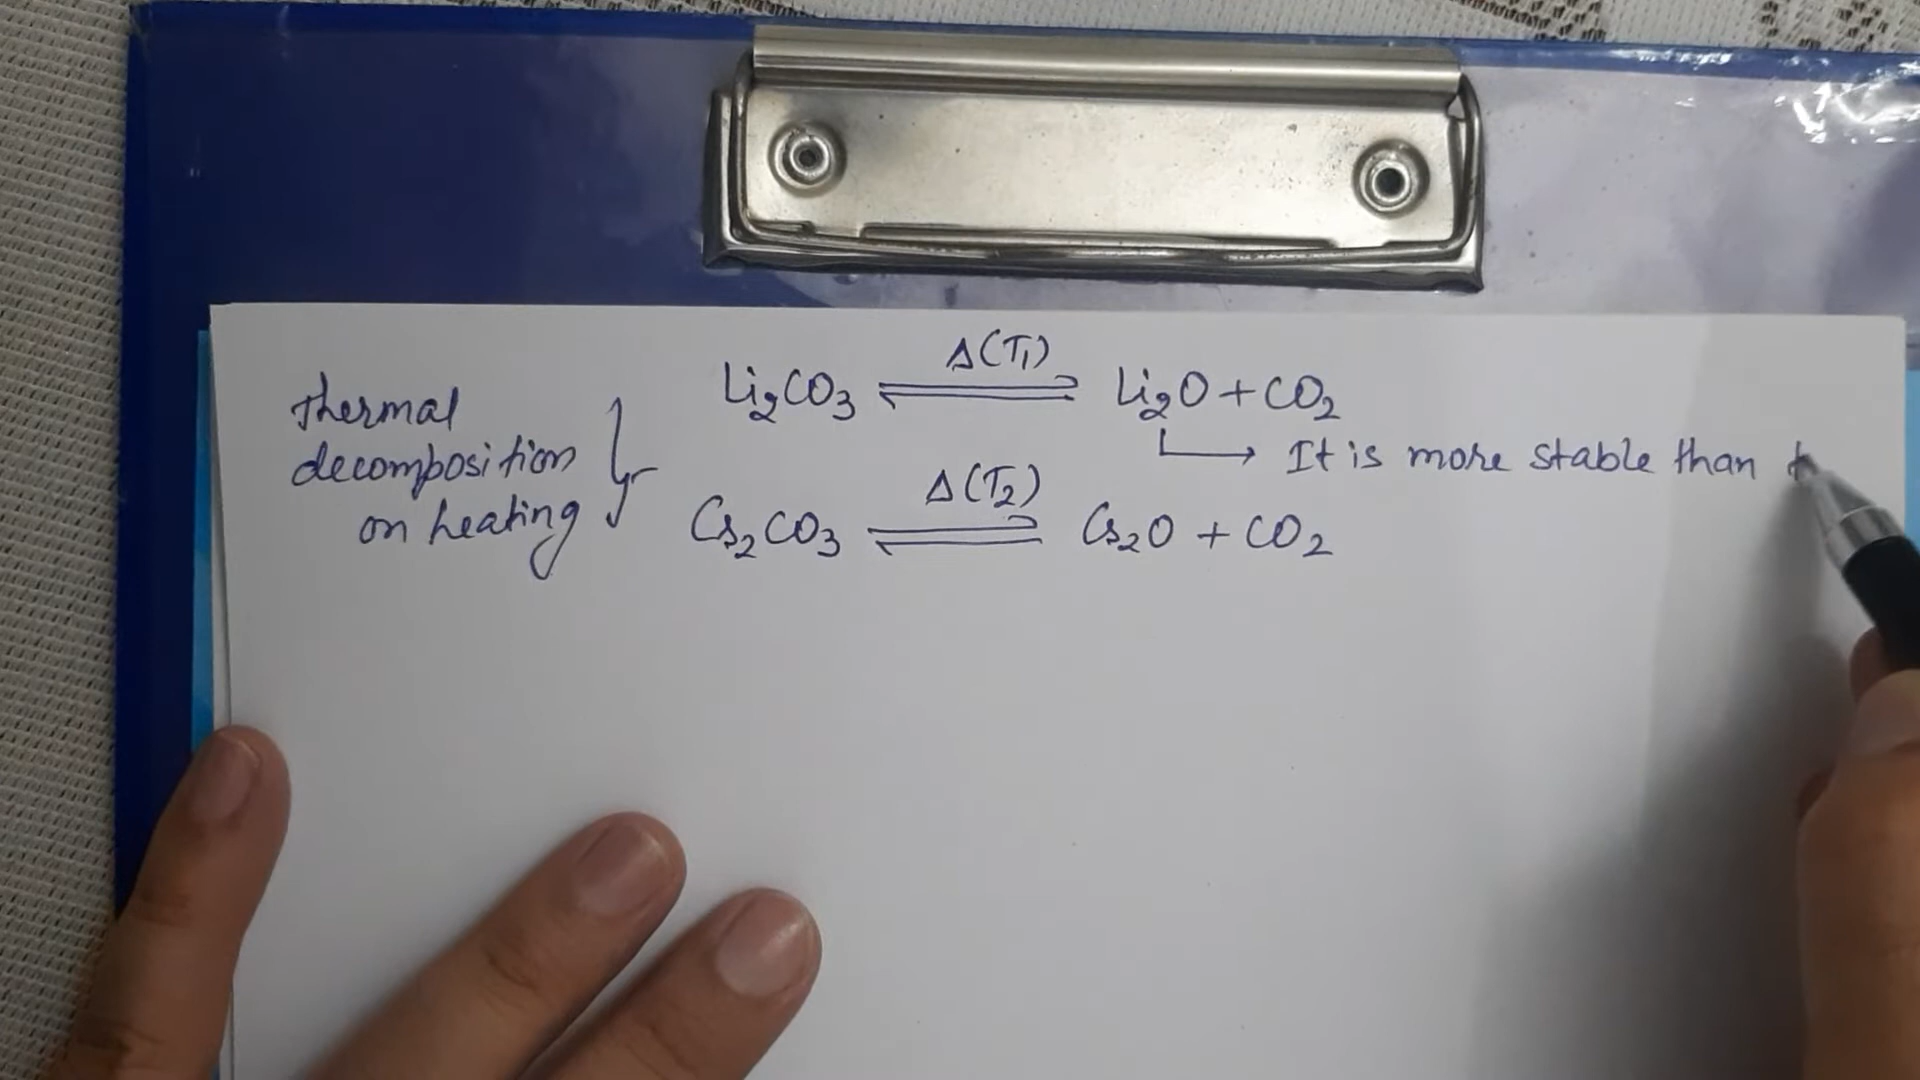 thermal
decomposition
on heating
Δ(T1)
Li2CO3 ⇌ Li2O + CO2
It is more stable than
Δ(T2)
Cs2CO3 ⇌ Cs2O + CO2